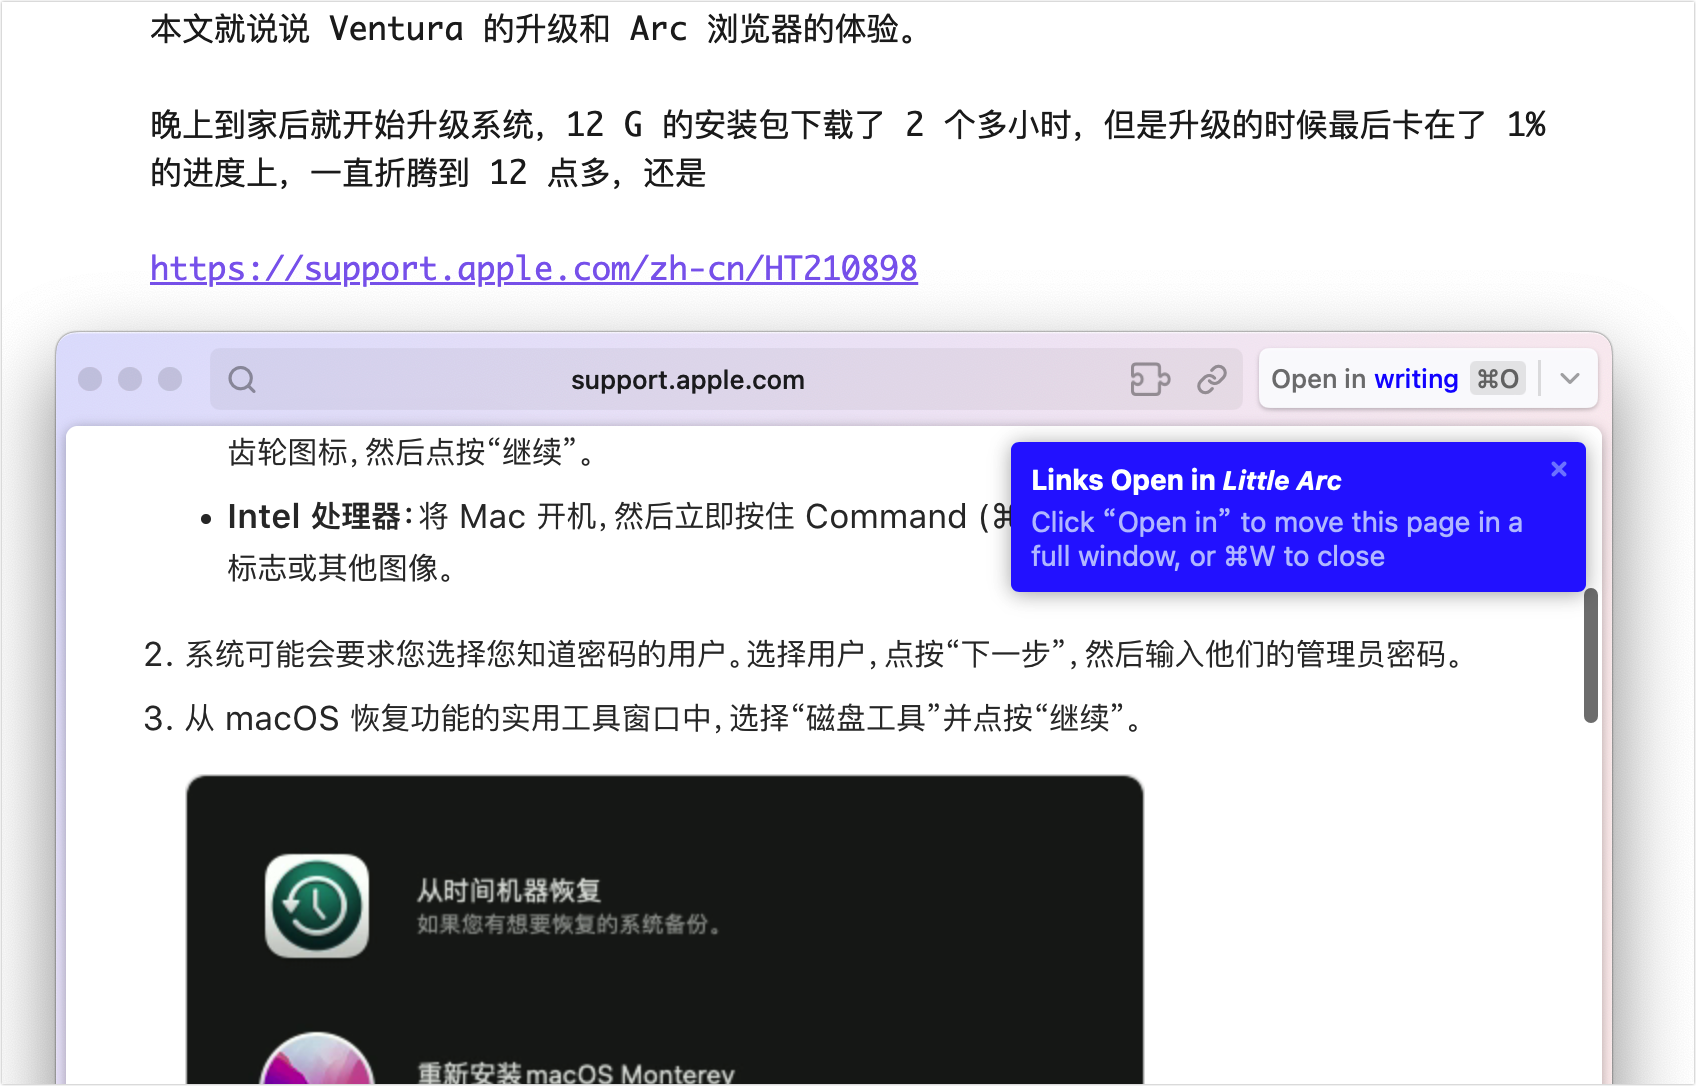 本文就说说 Ventura 的升级和 Arc 浏览器的体验。
晚上到家后就开始升级系统，12 G 的安装包下载了 2 个多小时，但是升级的时候最后卡在了 1%
的进度上，一直折腾到 12 点多，还是
https://support.apple.com/zh-cn/HT210898
support.apple.com
Open in writing ⌘O
齿轮图标，然后点按“继续”。
Links Open in Little Arc
Click “Open in” to move this page in a
full window, or ⌘W to close
Intel 处理器：将 Mac 开机，然后立即按住 Command (⌘
标志或其他图像。
2. 系统可能会要求您选择您知道密码的用户。选择用户，点按“下一步”，然后输入他们的管理员密码。
3. 从 macOS 恢复功能的实用工具窗口中，选择“磁盘工具”并点按“继续”。
从时间机器恢复
如果您有想要恢复的系统备份。
重新安装 macOS Monterey